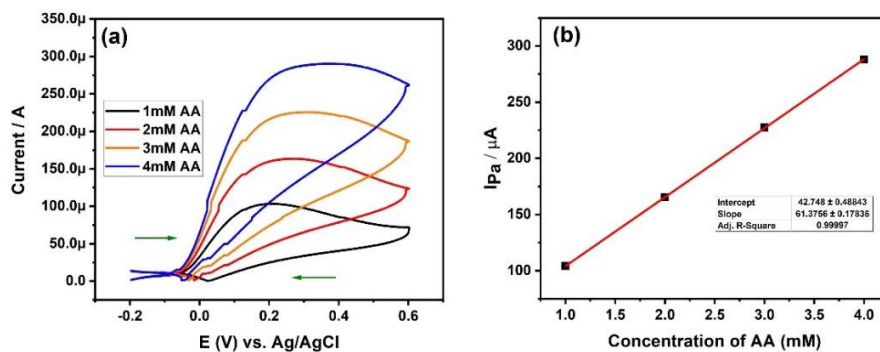 (a)
350.0μ
300.0μ
250.0μ
200.0μ
150.0μ
100.0μ
50.0μ
0.0
Current / A
1mM AA
2mM AA
3mM AA
4mM AA
-0.2 0.0 0.2 0.4 0.6
E (V) vs. Ag/AgCl
(b)
300
250
200
150
100
IPa / μA
Intercept 42.748 ± 0.48843
Slope 61.3756 ± 0.17835
Adj. R-Square 0.99997
1.0 1.5 2.0 2.5 3.0 3.5 4.0
Concentration of AA (mM)